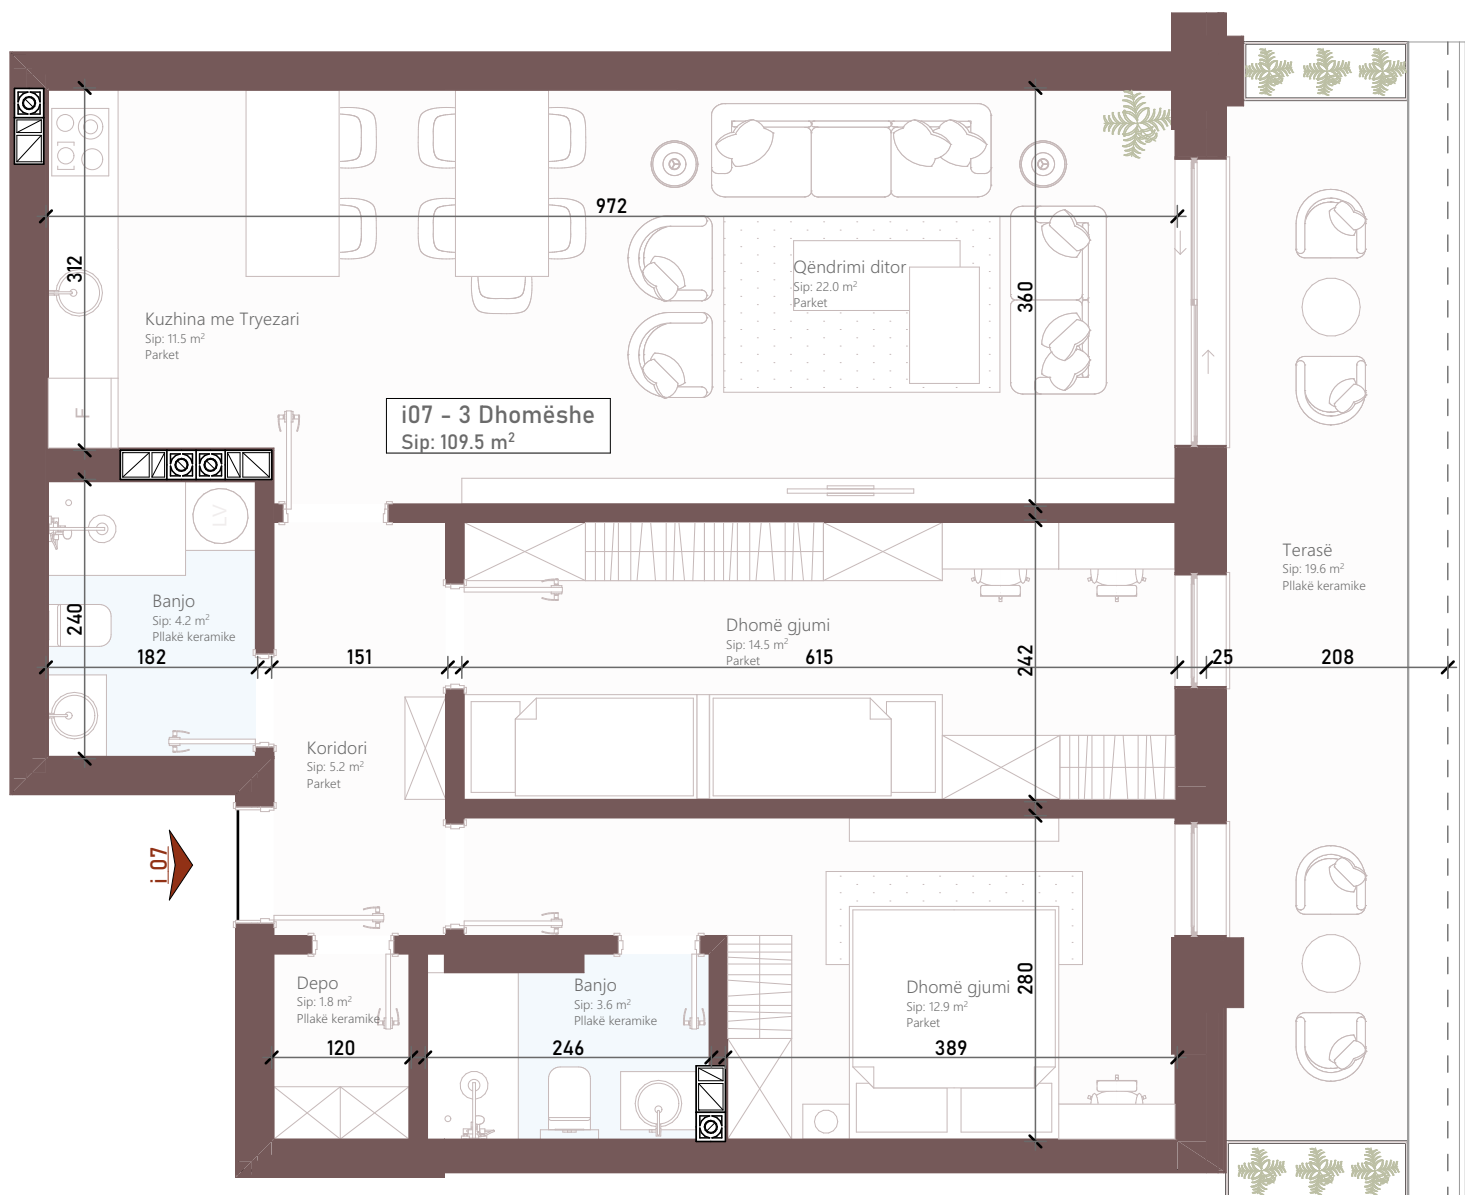 972
312
Qëndrimi ditor
Sip: 22.0 m²
Parket
360
Kuzhina me Tryezari
Sip: 11.5 m²
Parket
F
i07 - 3 Dhomëshe
Sip: 109.5 m²
LV
Terasë
Sip: 19.6 m²
Pllakë keramike
Banjo
Sip: 4.2 m²
Pllakë keramike
240
Dhomë gjumi
Sip: 14.5 m²
Parket
182
151
615
242
25
208
Koridori
Sip: 5.2 m²
Parket
i 07
Depo
Sip: 1.8 m²
Pllakë keramike
Banjo
Sip: 3.6 m²
Pllakë keramike
Dhomë gjumi
Sip: 12.9 m²
Parket
280
120
246
389